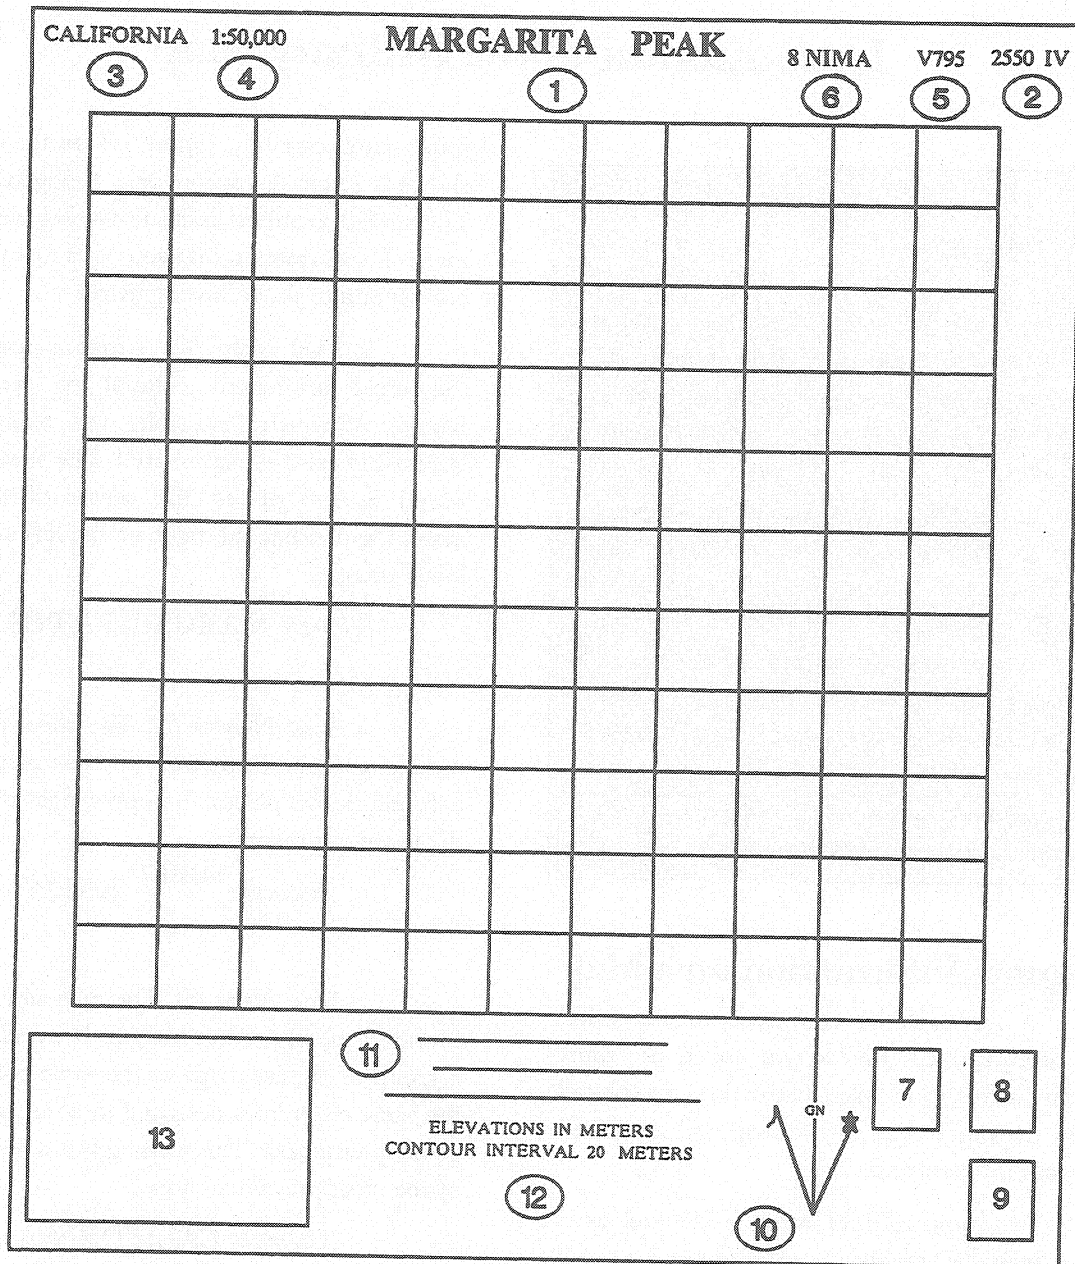 CALIFORNIA 1:50,000 MARGARITA PEAK 8 NIMA V795 2550 IV
3 4 1 6 5 2
11
7 8
GN
13
ELEVATIONS IN METERS
CONTOUR INTERVAL 20 METERS
12
9
10